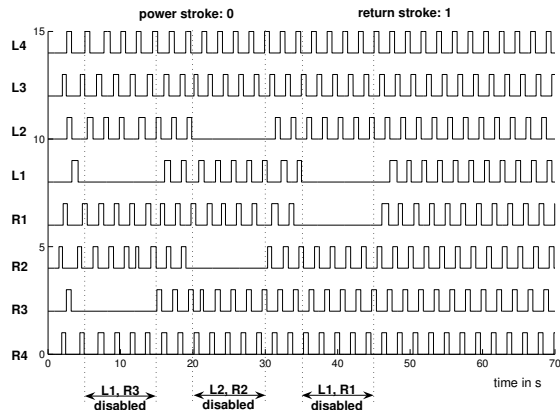 power stroke: 0 return stroke: 1
15
L4
L3
L2
10
L1
R1
R2
5
R3
R4
0
0 10 20 30 40 50 60 70
time in s
L1, R3 L2, R2 L1, R1
disabled disabled disabled